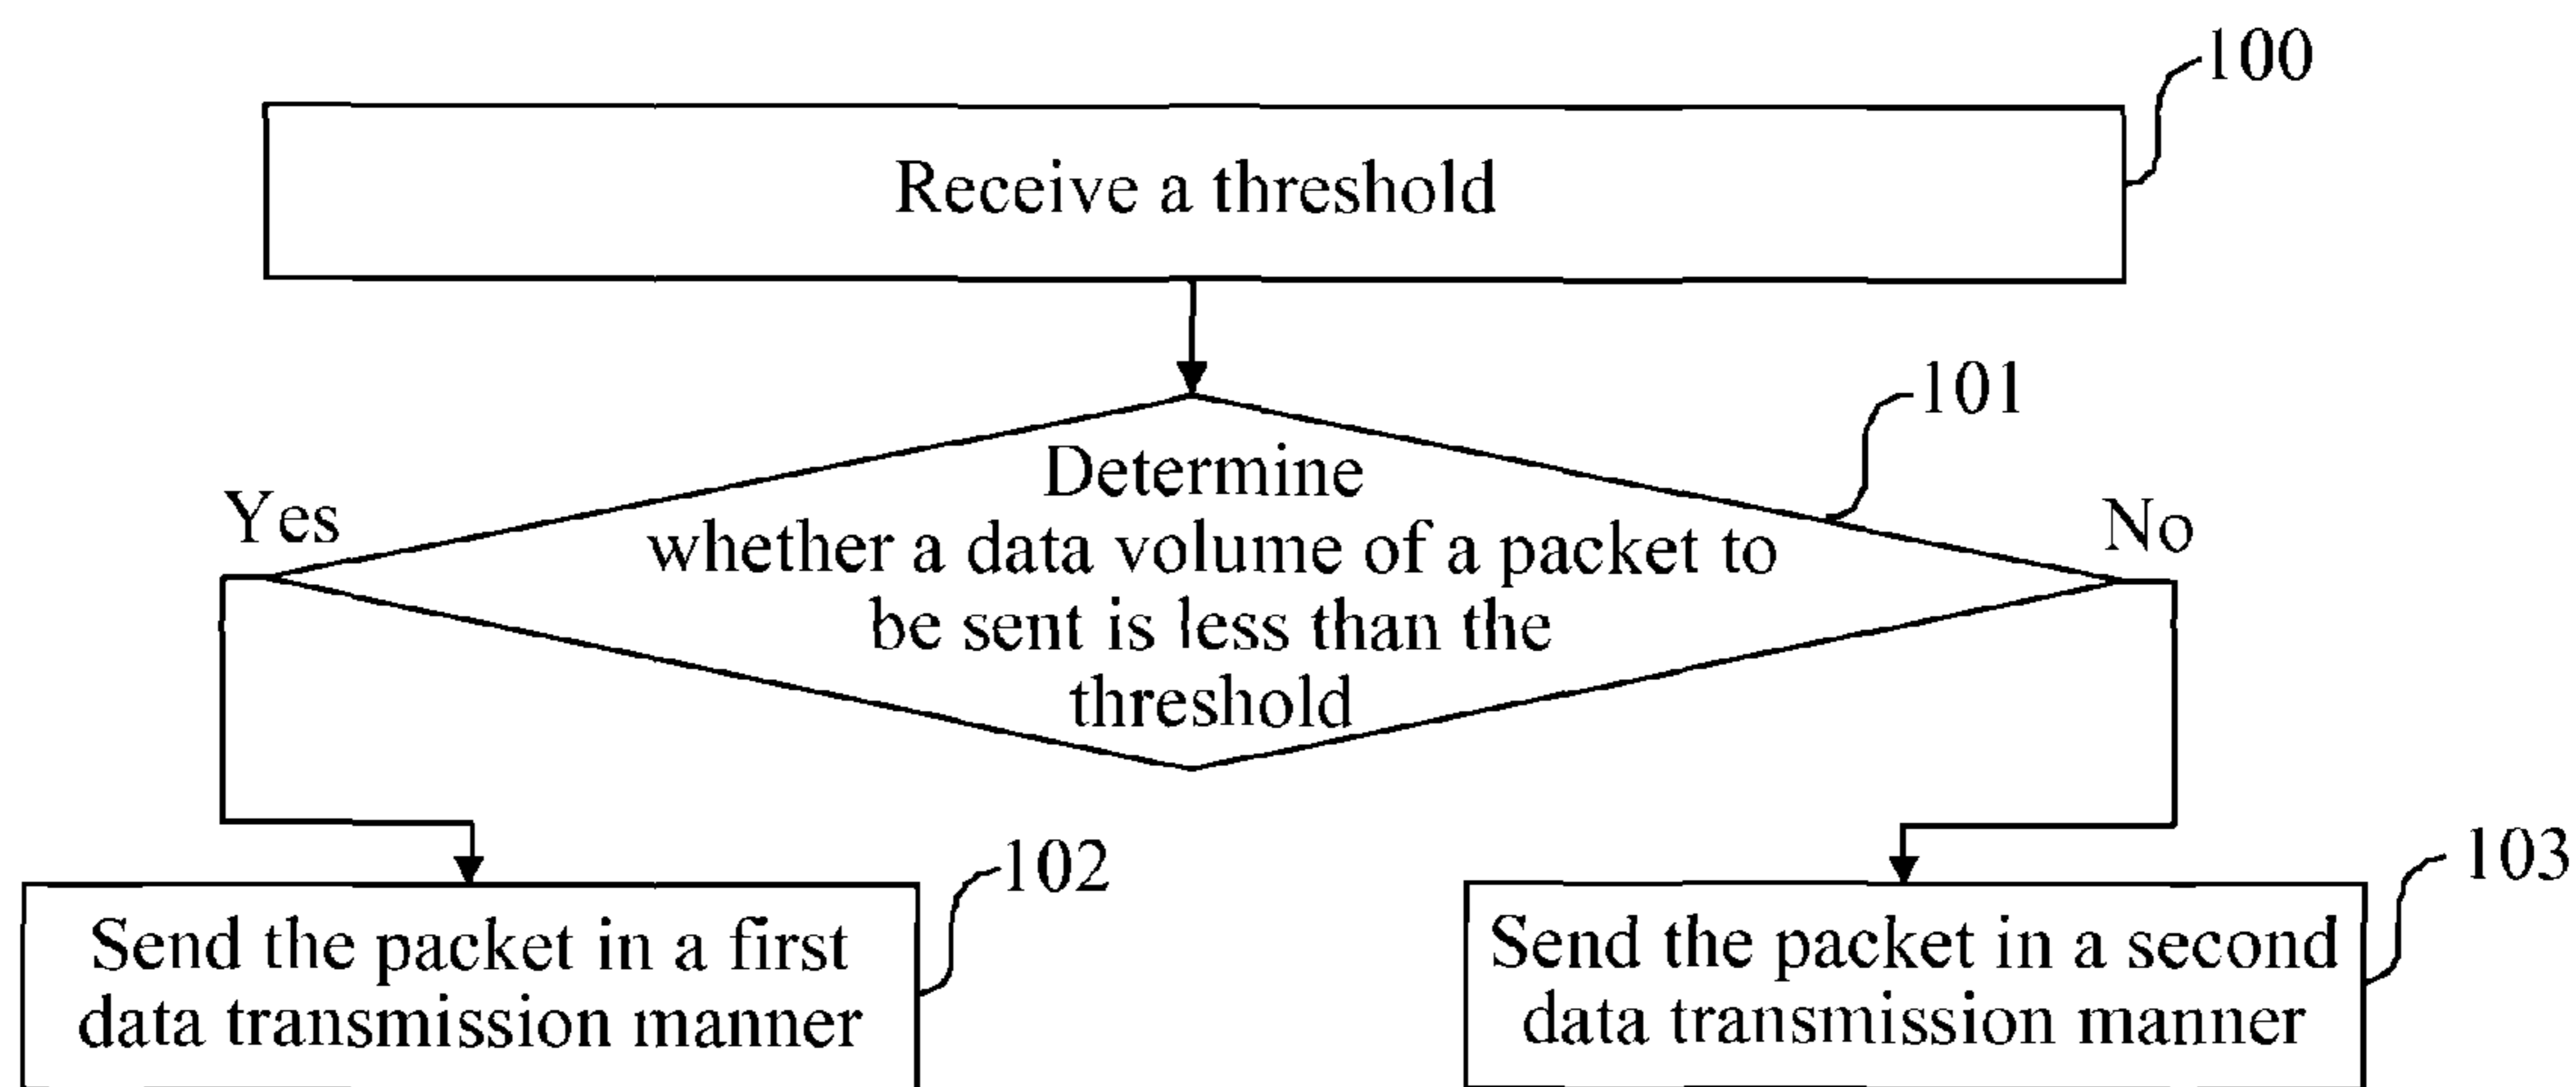 100
Receive a threshold
101
Determine
whether a data volume of a packet to
be sent is less than the
threshold
Yes
No
102
Send the packet in a first
data transmission manner
103
Send the packet in a second
data transmission manner